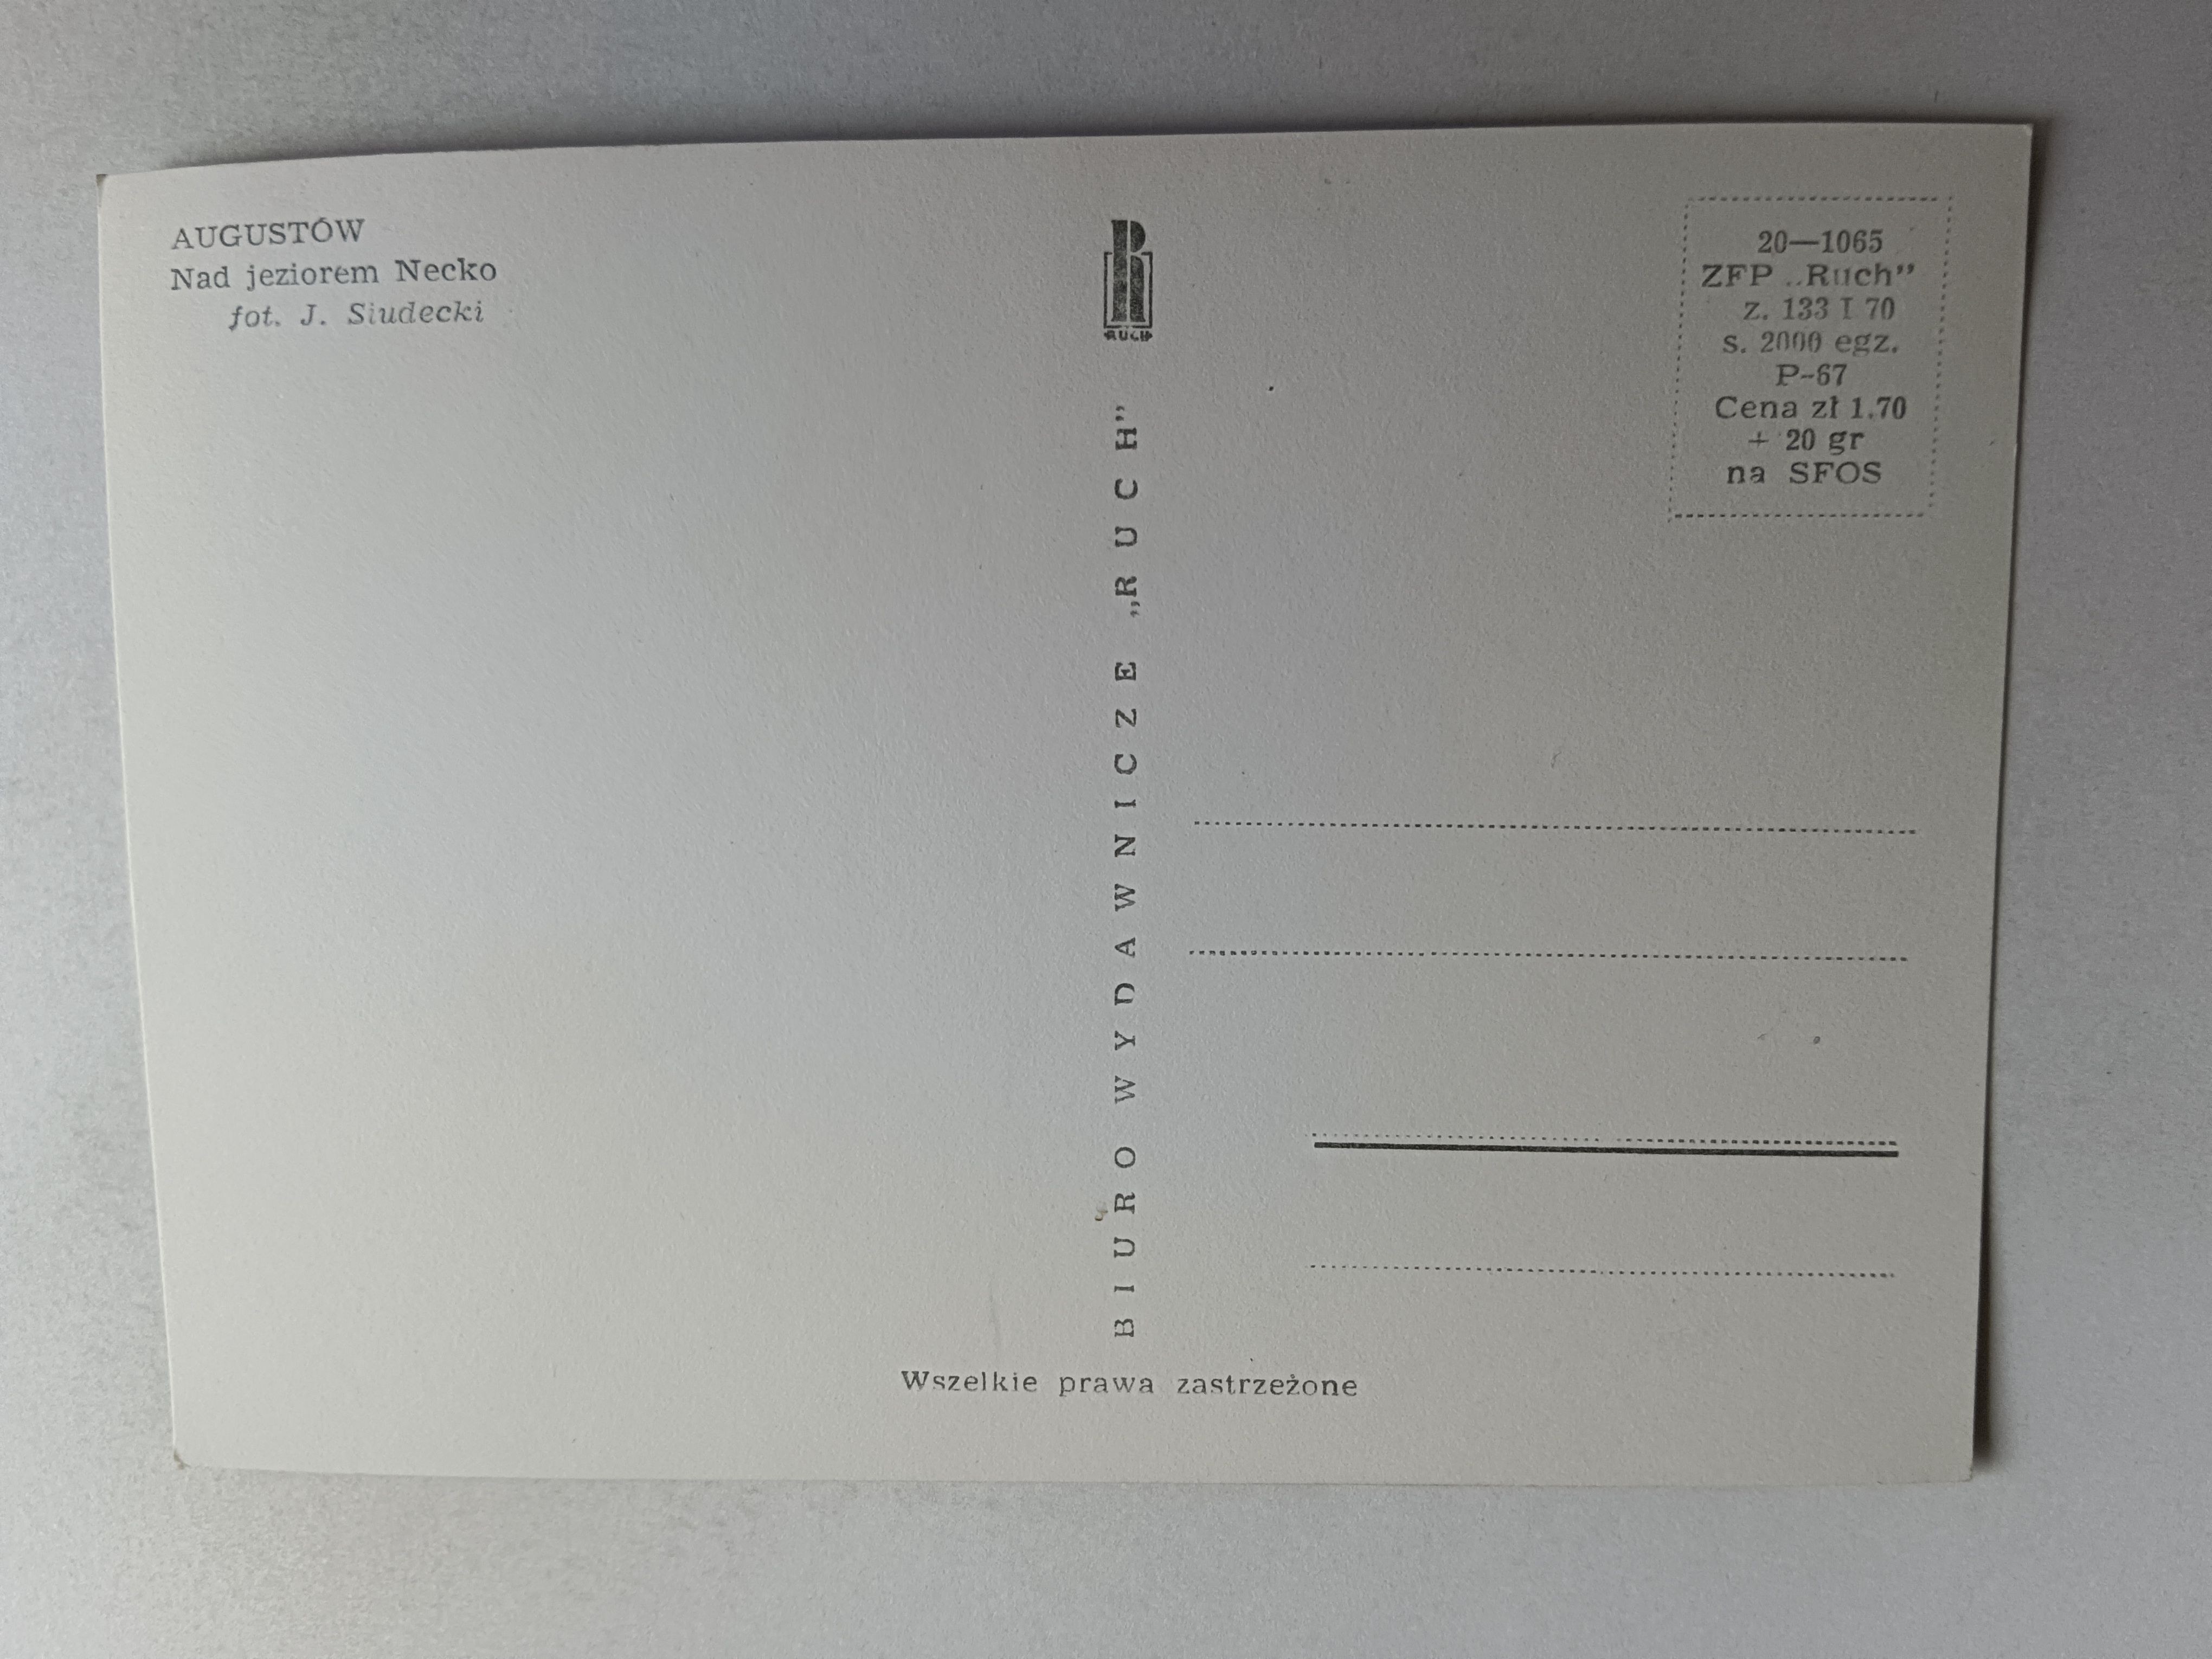 AUGUSTÓW
Nad jeziorem Necko
fot. J. Siudecki
RUCH
BIURO WYDAWNICZE „RUCH”
20—1065
ZFP „Ruch”
z. 133 I 70
s. 2000 egz.
P-67
Cena zł 1.70
+ 20 gr
na SFOS
Wszelkie prawa zastrzeżone